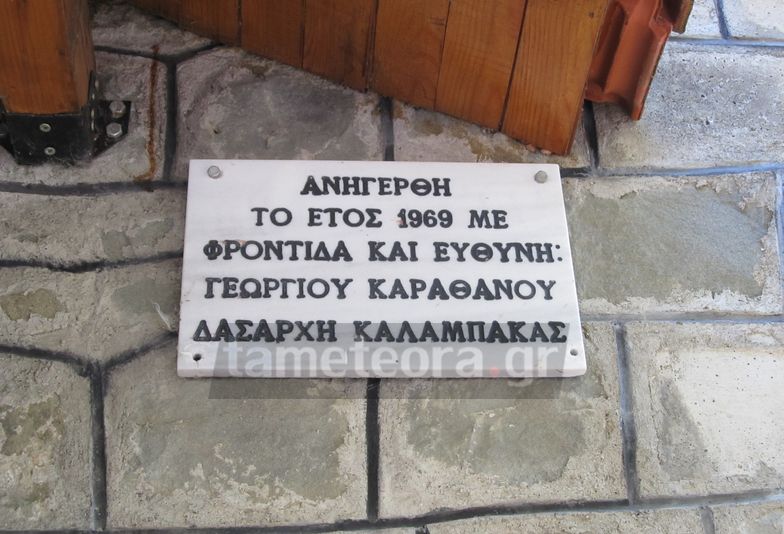 ΑΝΗΓΕΡΘΗ
ΤΟ ΕΤΟΣ 1969 ΜΕ
ΦΡΟΝΤΙΔΑ ΚΑΙ ΕΥΘΥΝΗ:
ΓΕΩΡΓΙΟΥ ΚΑΡΑΘΑΝΟΥ
ΔΑΣΑΡΧΗ ΚΑΛΑΜΠΑΚΑΣ
tameteora.gr